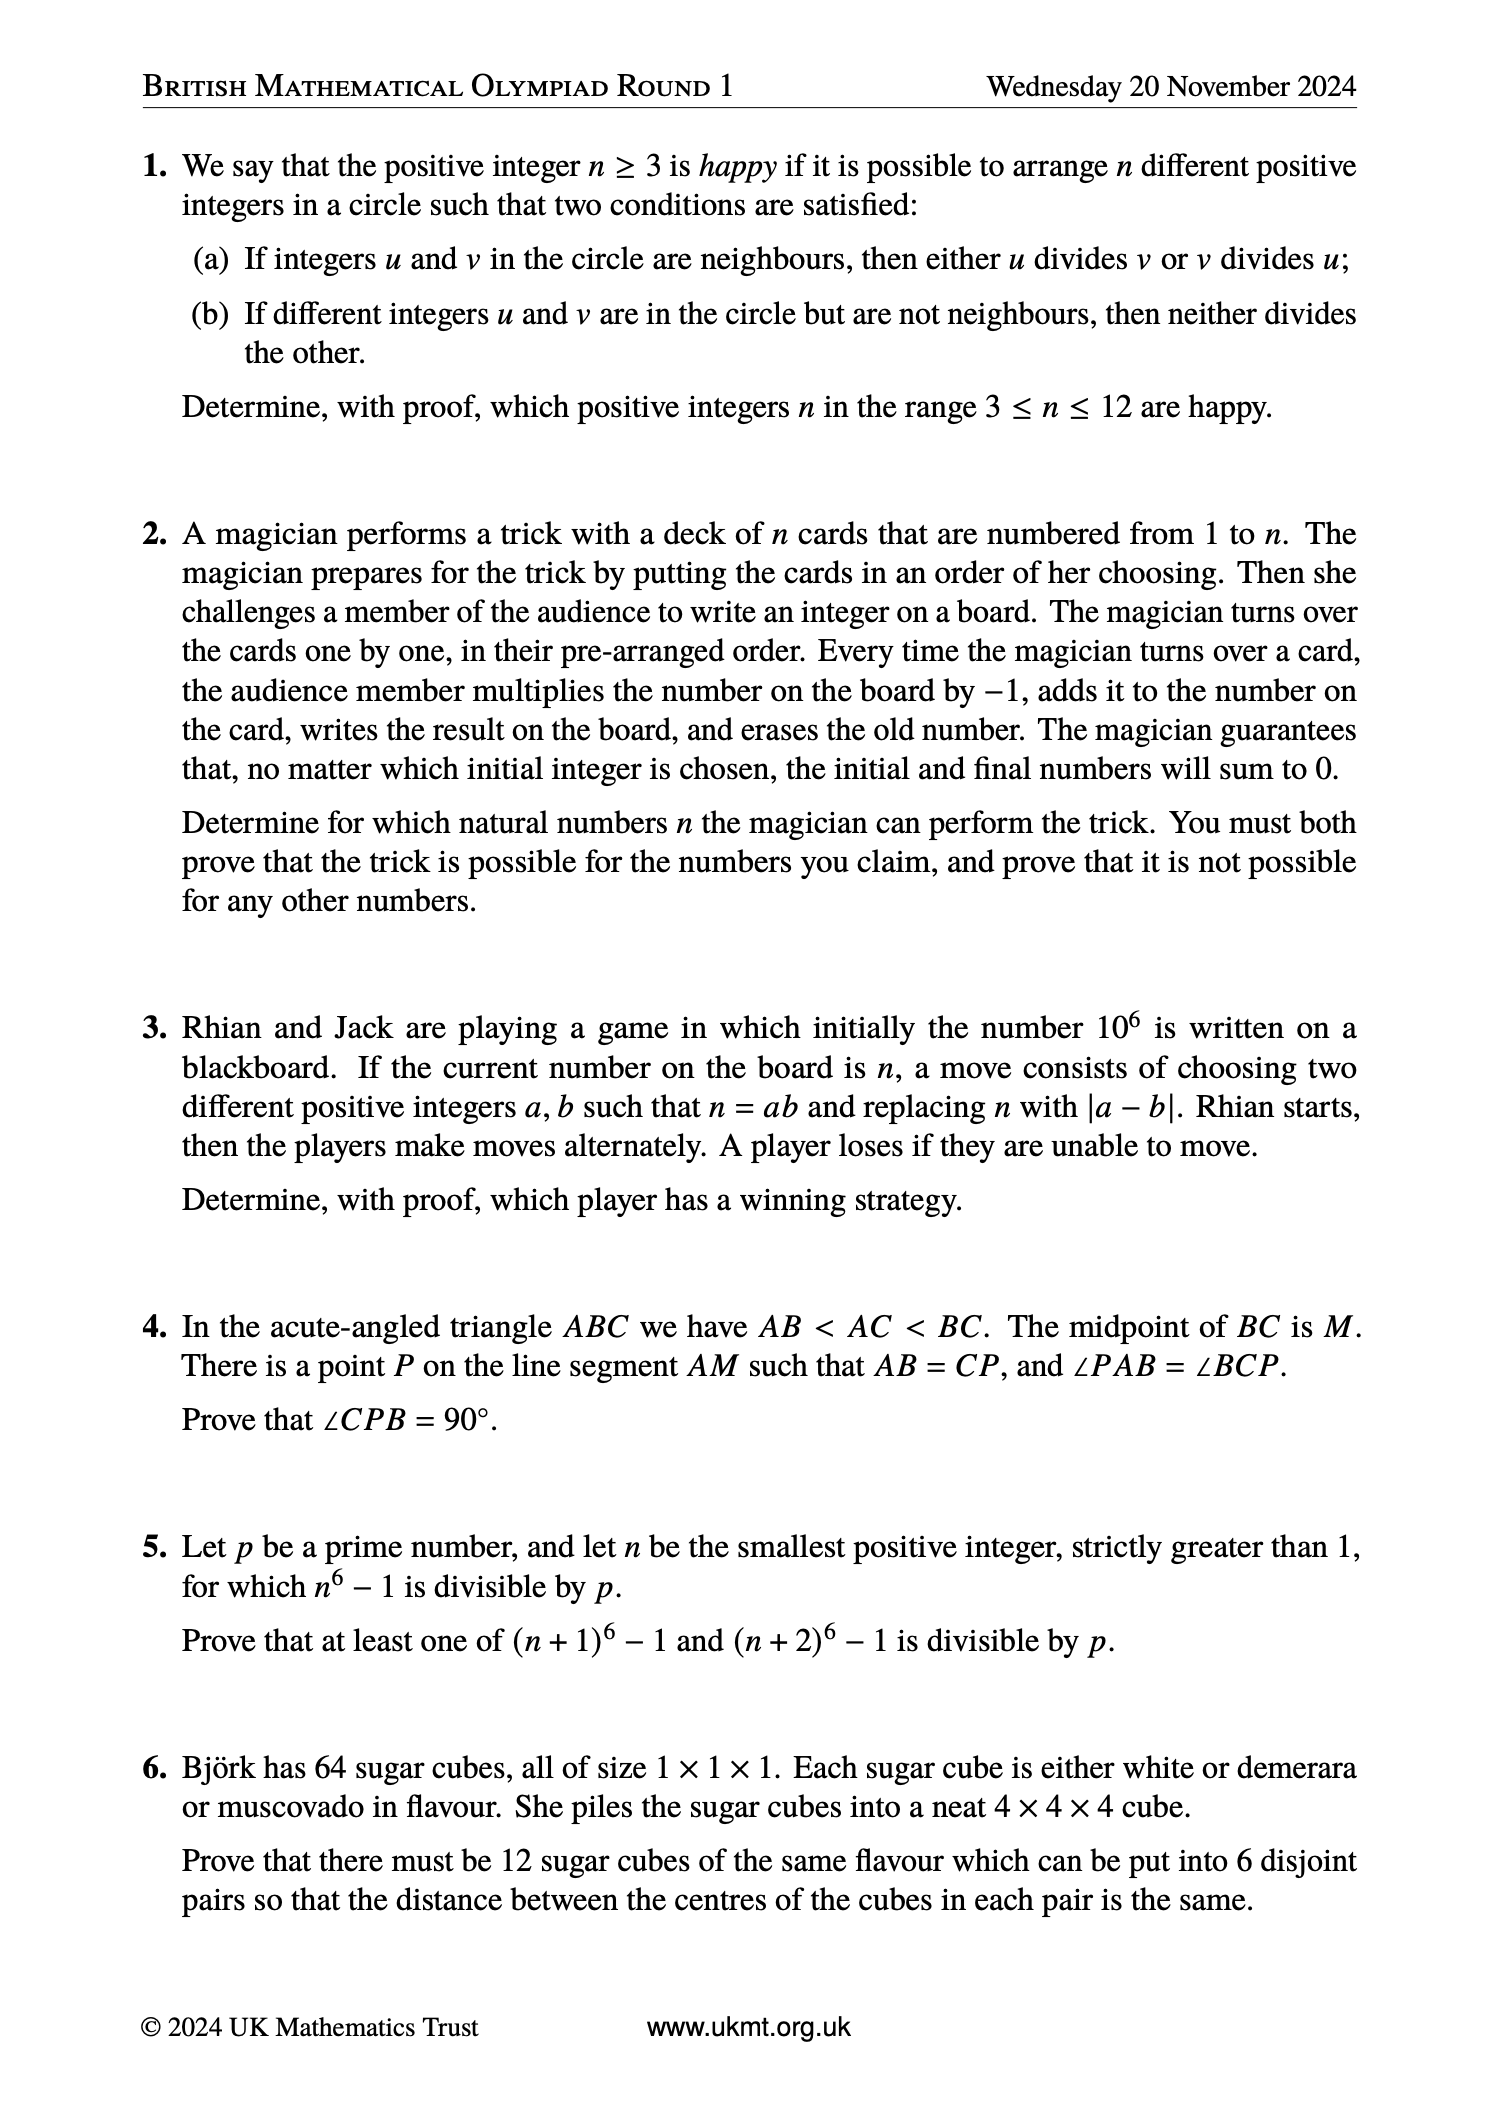 British Mathematical Olympiad Round 1 Wednesday 20 November 2024
1. We say that the positive integer n ≥ 3 is happy if it is possible to arrange n different positive
integers in a circle such that two conditions are satisfied:
(a) If integers u and v in the circle are neighbours, then either u divides v or v divides u;
(b) If different integers u and v are in the circle but are not neighbours, then neither divides
the other.
Determine, with proof, which positive integers n in the range 3 ≤ n ≤ 12 are happy.
2. A magician performs a trick with a deck of n cards that are numbered from 1 to n. The
magician prepares for the trick by putting the cards in an order of her choosing. Then she
challenges a member of the audience to write an integer on a board. The magician turns over
the cards one by one, in their pre-arranged order. Every time the magician turns over a card,
the audience member multiplies the number on the board by −1, adds it to the number on
the card, writes the result on the board, and erases the old number. The magician guarantees
that, no matter which initial integer is chosen, the initial and final numbers will sum to 0.
Determine for which natural numbers n the magician can perform the trick. You must both
prove that the trick is possible for the numbers you claim, and prove that it is not possible
for any other numbers.
3. Rhian and Jack are playing a game in which initially the number 10⁶ is written on a
blackboard. If the current number on the board is n, a move consists of choosing two
different positive integers a, b such that n = ab and replacing n with |a − b|. Rhian starts,
then the players make moves alternately. A player loses if they are unable to move.
Determine, with proof, which player has a winning strategy.
4. In the acute-angled triangle ABC we have AB < AC < BC. The midpoint of BC is M.
There is a point P on the line segment AM such that AB = CP, and ∠PAB = ∠BCP.
Prove that ∠CPB = 90°.
5. Let p be a prime number, and let n be the smallest positive integer, strictly greater than 1,
for which n⁶ − 1 is divisible by p.
Prove that at least one of (n + 1)⁶ − 1 and (n + 2)⁶ − 1 is divisible by p.
6. Björk has 64 sugar cubes, all of size 1 × 1 × 1. Each sugar cube is either white or demerara
or muscovado in flavour. She piles the sugar cubes into a neat 4 × 4 × 4 cube.
Prove that there must be 12 sugar cubes of the same flavour which can be put into 6 disjoint
pairs so that the distance between the centres of the cubes in each pair is the same.
© 2024 UK Mathematics Trust www.ukmt.org.uk